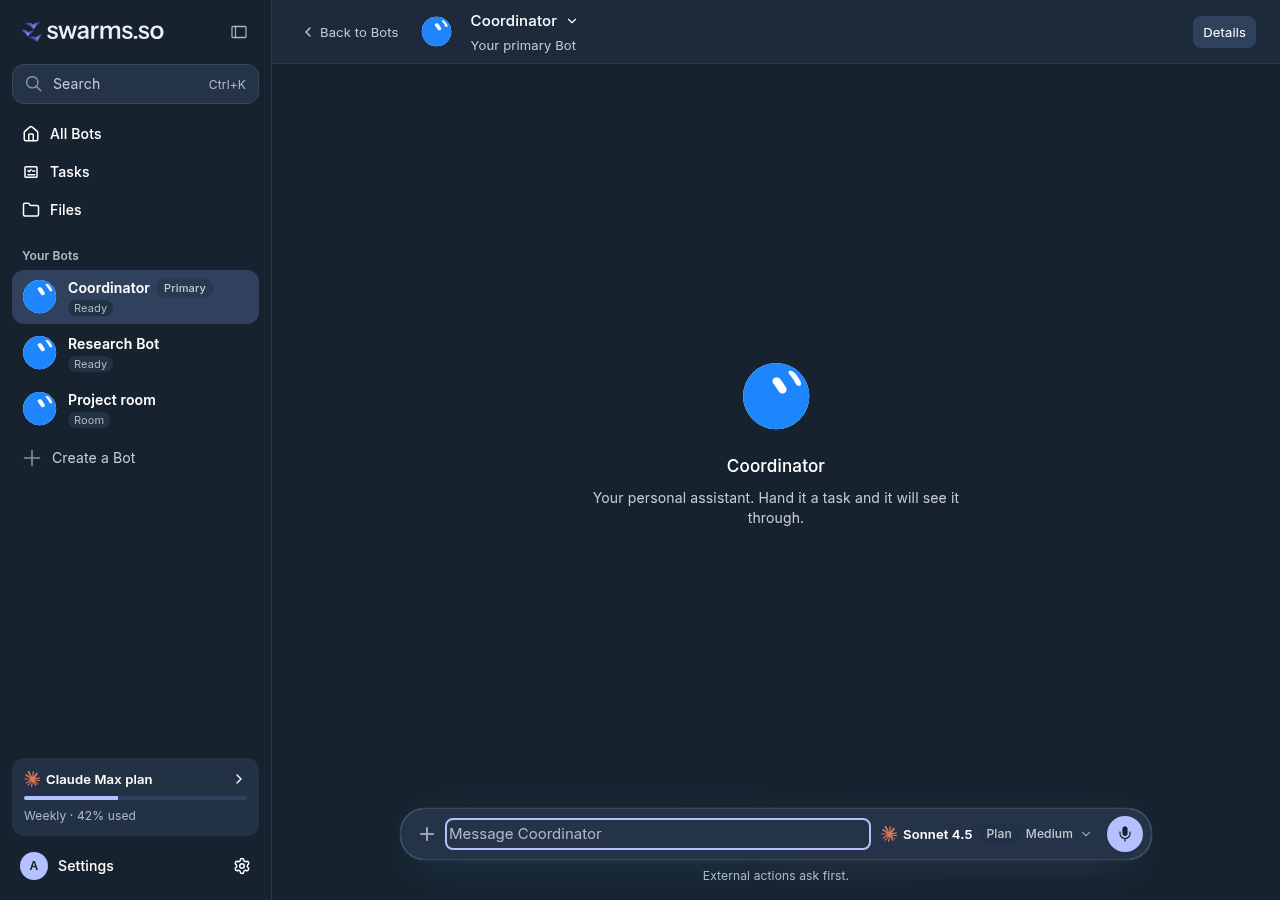 swarms.so
Search Ctrl+K
All Bots
Tasks
Files
Your Bots
Coordinator Primary
Ready
Research Bot
Ready
Project room
Room
Create a Bot
Claude Max plan
Weekly · 42% used
A Settings
Back to Bots
Coordinator
Your primary Bot
Details
Coordinator
Your personal assistant. Hand it a task and it will see it
through.
Message Coordinator Sonnet 4.5 Plan Medium
External actions ask first.